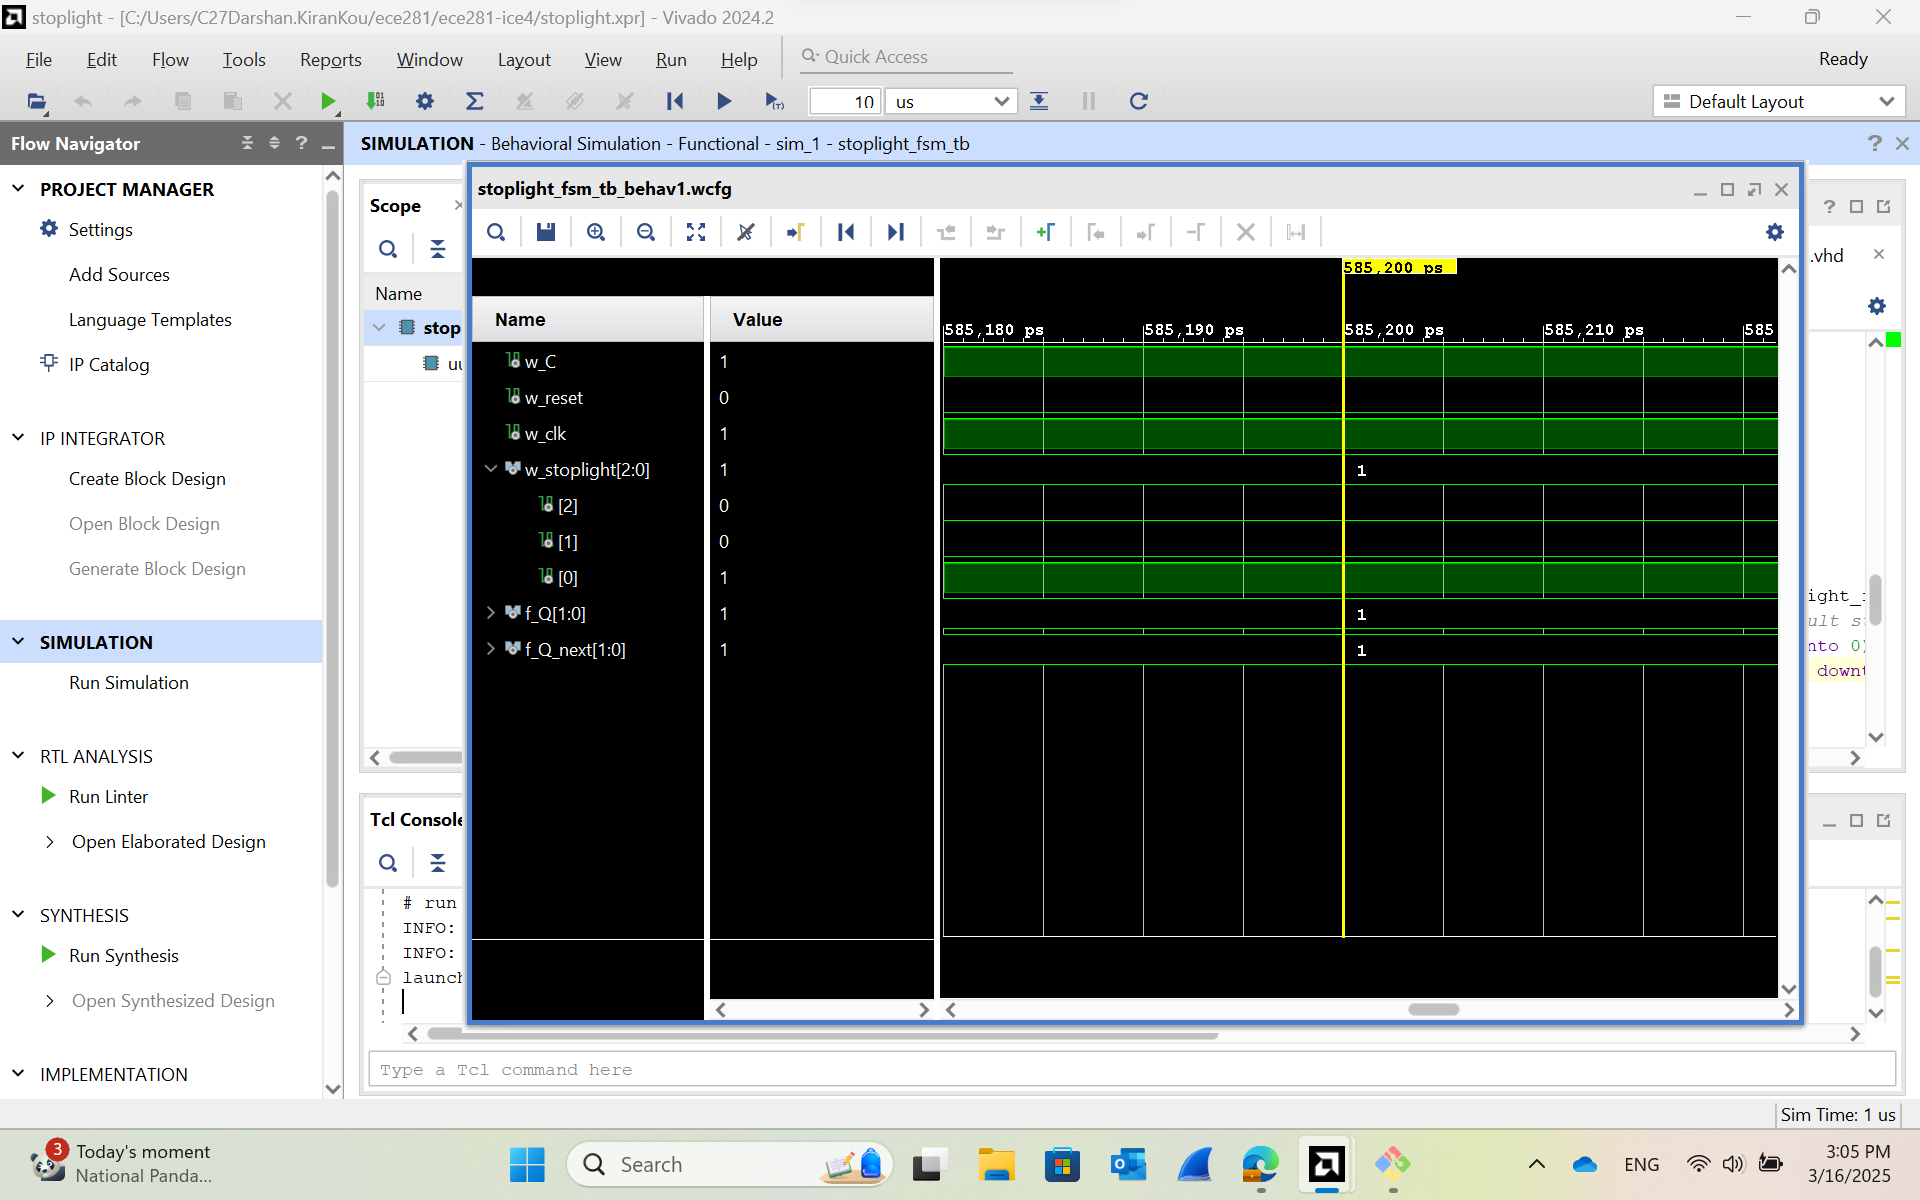 stoplight - [C:/Users/C27Darshan.KiranKou/ece281/ece281-ice4/stoplight.xpr] - Vivado 2024.2
File Edit Flow Tools Reports Window Layout View Run Help Quick Access Ready
10 us Default Layout
Flow Navigator
SIMULATION - Behavioral Simulation - Functional - sim_1 - stoplight_fsm_tb
PROJECT MANAGER
Settings
Add Sources
Language Templates
IP Catalog
IP INTEGRATOR
Create Block Design
Open Block Design
Generate Block Design
SIMULATION
Run Simulation
RTL ANALYSIS
Run Linter
Open Elaborated Design
SYNTHESIS
Run Synthesis
Open Synthesized Design
IMPLEMENTATION
Scope
Name
stop
stoplight_fsm_tb_behav1.wcfg
585,200 ps
Name Value
585,180 ps 585,190 ps 585,200 ps 585,210 ps 585
w_C 1
w_reset 0
w_clk 1
w_stoplight[2:0] 1 1
[2] 0
[1] 0
[0] 1
f_Q[1:0] 1 1
f_Q_next[1:0] 1 1
.vhd
ight_
ult s
nto 0)
down
Tcl Console
# run
INFO:
INFO:
launch
Type a Tcl command here
Sim Time: 1 us
3
Today's moment
National Panda...
Search
ENG
3:05 PM
3/16/2025